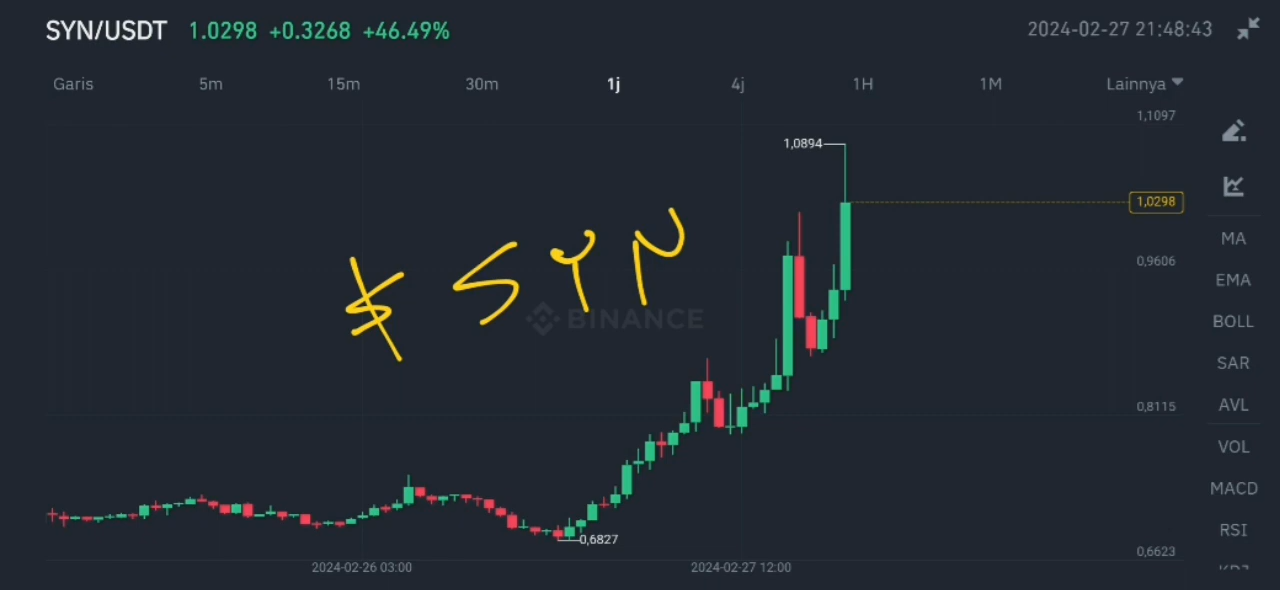 SYN/USDT 1.0298 +0.3268 +46.49% 2024-02-27 21:48:43
Garis 5m 15m 30m 1j 4j 1H 1M Lainnya
1,1097
1,0894
1,0298
MA
$ SYN
0,9606
EMA
BINANCE
BOLL
SAR
0,8115
AVL
VOL
MACD
RSI
0,6827
0,6623
2024-02-26 03:00 2024-02-27 12:00